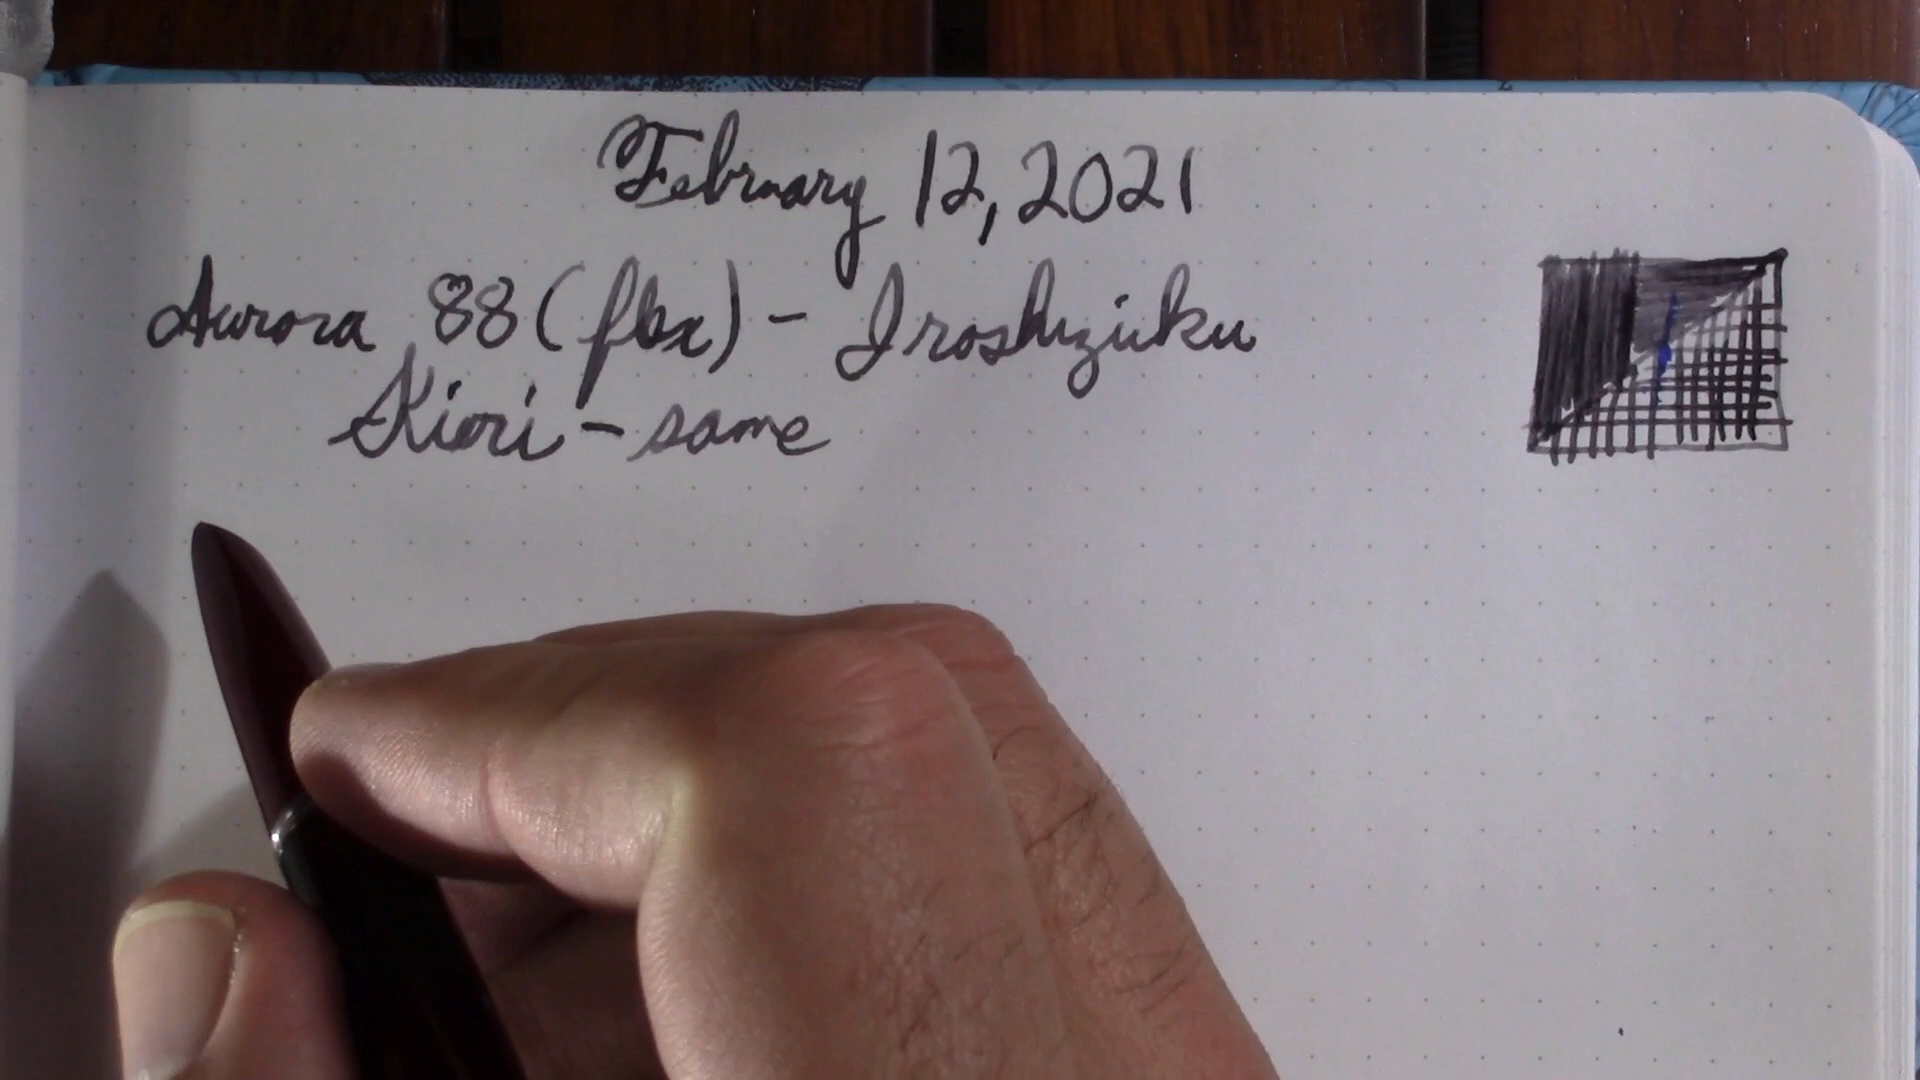 February 12, 2021
Aurora 88 (flex) - Iroshizuku
Kiri - same